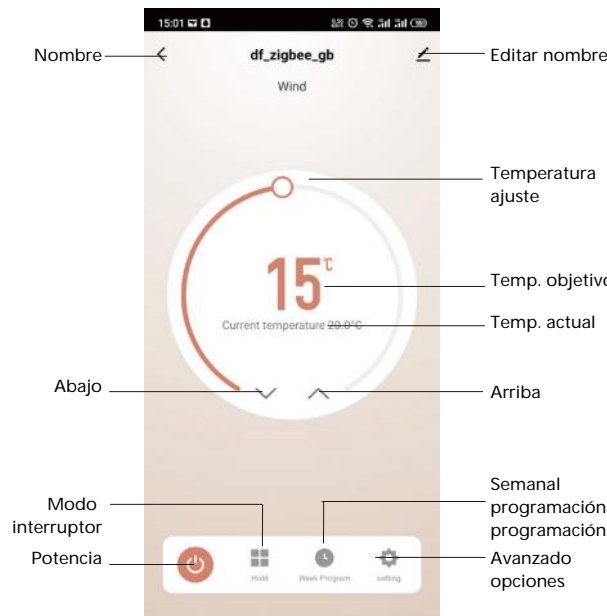 15:01
Nombre
df_zigbee_gb
Editar nombre
Wind
Temperatura
ajuste
15°C
Temp. objetivo
Current temperature 20.0°C
Temp. actual
Abajo
Arriba
Semanal
programación
programación
Modo
interruptor
Potencia
Avanzado
opciones
Hold
Week Program
setting